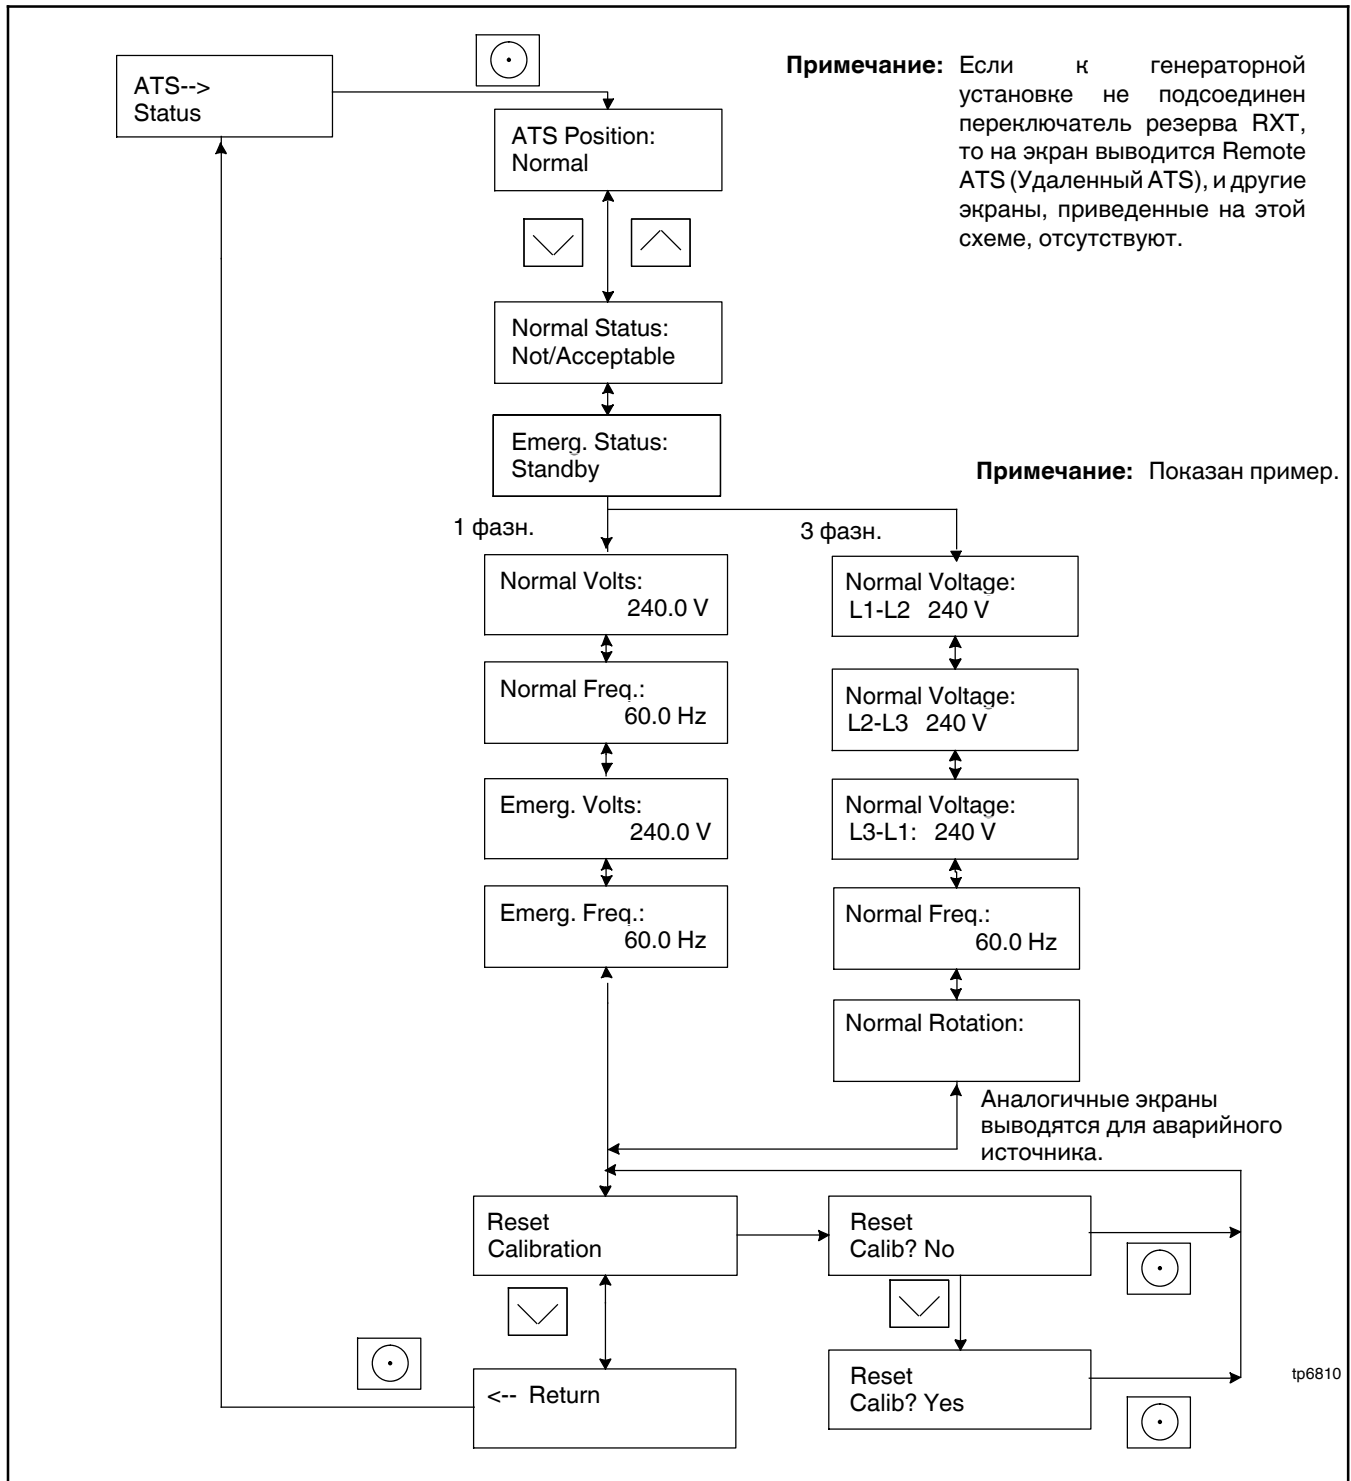 ATS-->
Status
Примечание: Если к генераторной
установке не подсоединен
переключатель резерва RXT,
то на экран выводится Remote
ATS (Удаленный ATS), и другие
экраны, приведенные на этой
схеме, отсутствуют.
ATS Position:
Normal
Normal Status:
Not/Acceptable
Emerg. Status:
Standby
Примечание: Показан пример.
1 фазн.
3 фазн.
Normal Volts:
240.0 V
Normal Freq.:
60.0 Hz
Emerg. Volts:
240.0 V
Emerg. Freq.:
60.0 Hz
Normal Voltage:
L1-L2 240 V
Normal Voltage:
L2-L3 240 V
Normal Voltage:
L3-L1: 240 V
Normal Freq.:
60.0 Hz
Normal Rotation:
Аналогичные экраны
выводятся для аварийного
источника.
Reset
Calibration
Reset
Calib? No
<-- Return
Reset
Calib? Yes
tp6810